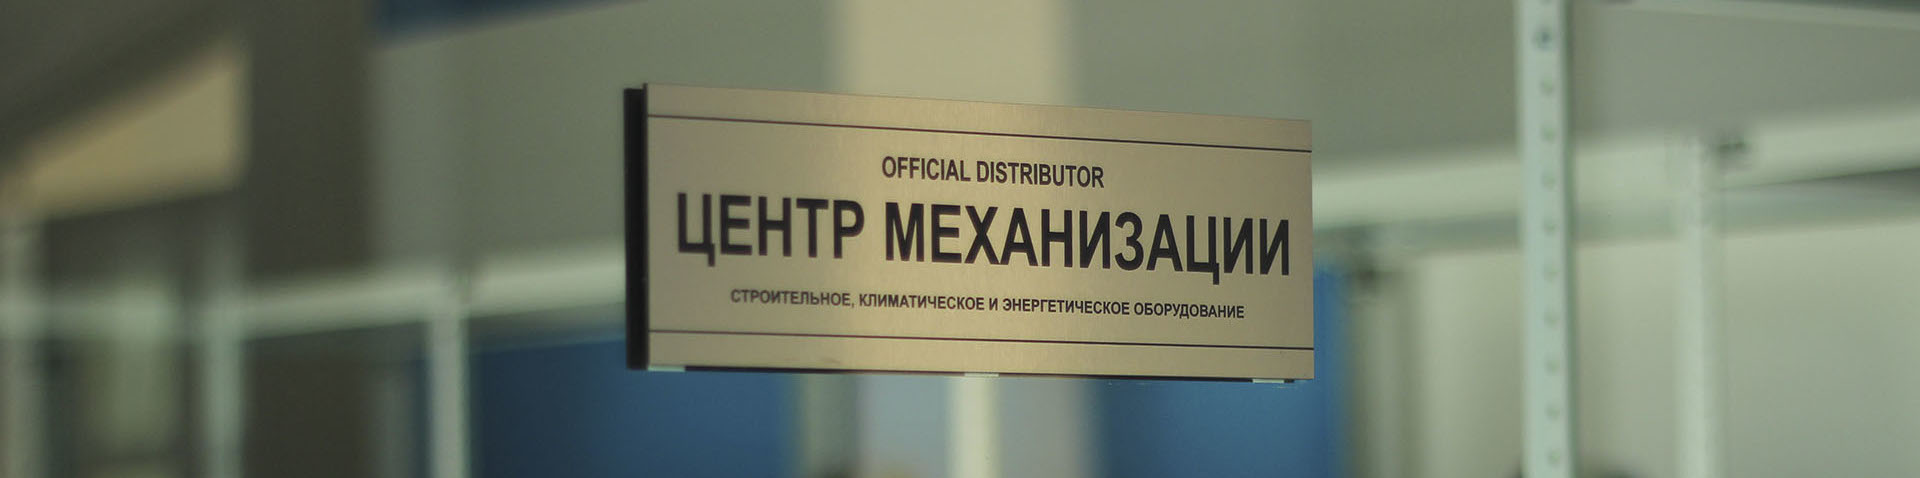 OFFICIAL DISTRIBUTOR
ЦЕНТР МЕХАНИЗАЦИИ
СТРОИТЕЛЬНОЕ, КЛИМАТИЧЕСКОЕ И ЭНЕРГЕТИЧЕСКОЕ ОБОРУДОВАНИЕ